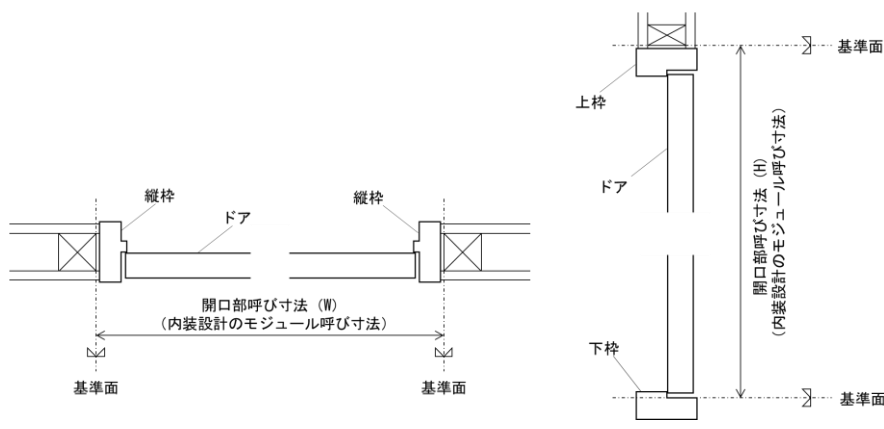 縦枠
ドア
縦枠
開口部呼び寸法 (W)
(内装設計のモジュール呼び寸法)
基準面
基準面
基準面
上枠
ドア
開口部呼び寸法 (H)
(内装設計のモジュール呼び寸法)
下枠
基準面